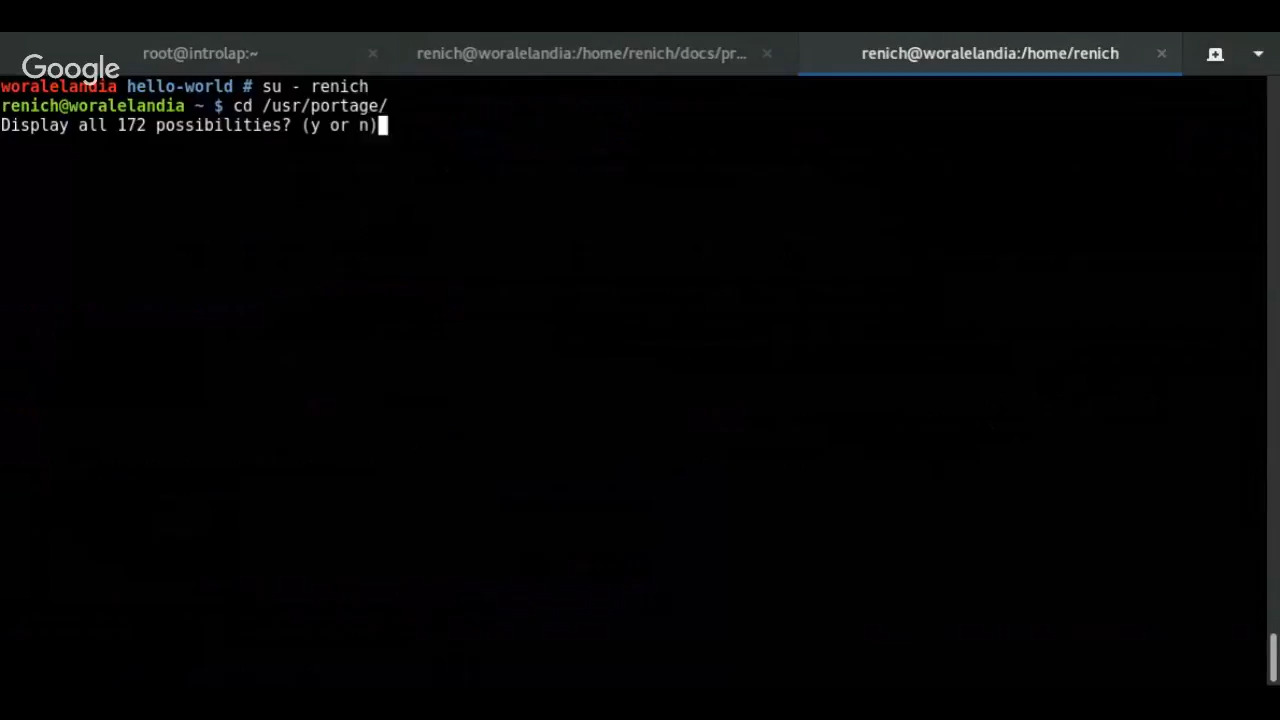 Google
root@introlap:~ × renich@woralelandia:/home/renich/docs/pr... × renich@woralelandia:/home/renich ×
woralelandia hello-world # su - renich
renich@woralelandia ~ $ cd /usr/portage/
Display all 172 possibilities? (y or n)